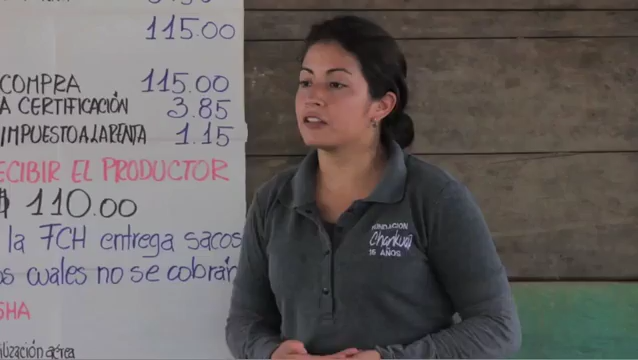 115.00
COMPRA 115.00
A CERTIFICACIÓN 3.85
IMPUESTO A LA RENTA 1.15
ECIBIR EL PRODUCTOR
$ 110.00
la FCH entrega sacos
os cuales no se cobrán
SHA
ilización aérea
FUNDACION
Chankuap
15 AÑOS